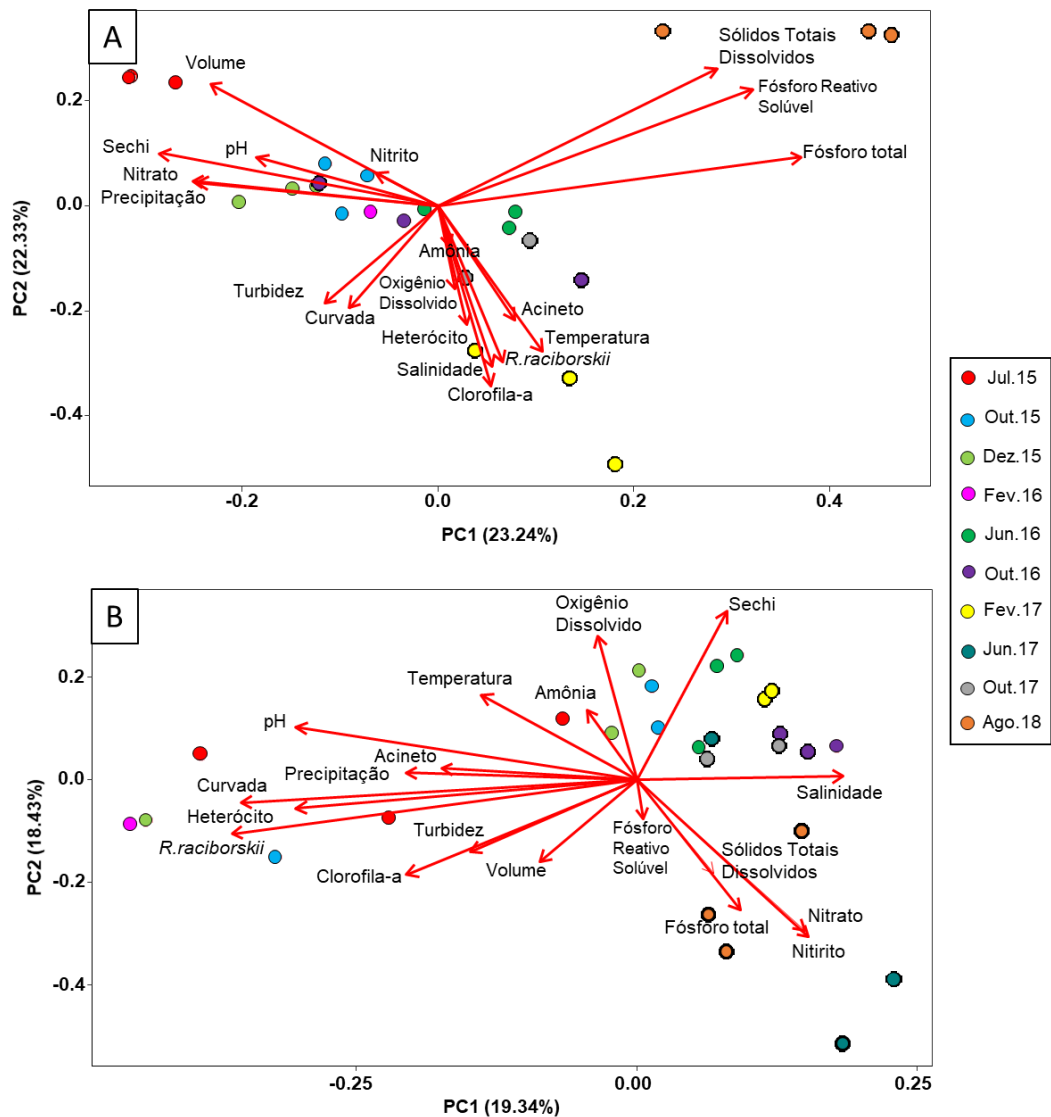 A
Volume
Sólidos Totais
Dissolvidos
Fósforo Reativo
Solúvel
0.2
Sechi
pH
Nitrito
Fósforo total
Nitrato
Precipitação
0.0
Amônia
Turbidez
Oxigênio
Dissolvido
Curvada
Acineto
-0.2
Heterócito
Temperatura
Salinidade
R.raciborskii
Clorofila-a
-0.4
PC2 (22.33%)
-0.2
0.0
0.2
0.4
PC1 (23.24%)
Jul.15
Out.15
Dez.15
Fev.16
Jun.16
Out.16
Fev.17
Jun.17
Out.17
Ago.18
B
Oxigênio
Dissolvido
Sechi
0.2
Temperatura
Amônia
pH
Acineto
Precipitação
0.0
Curvada
Salinidade
Heterócito
R.raciborskii
Turbidez
Fósforo
Reativo
Solúvel
Clorofila-a
Volume
Sólidos Totais
Dissolvidos
-0.2
Fósforo total
Nitrato
Nitirito
-0.4
PC2 (18.43%)
-0.25
0.00
0.25
PC1 (19.34%)